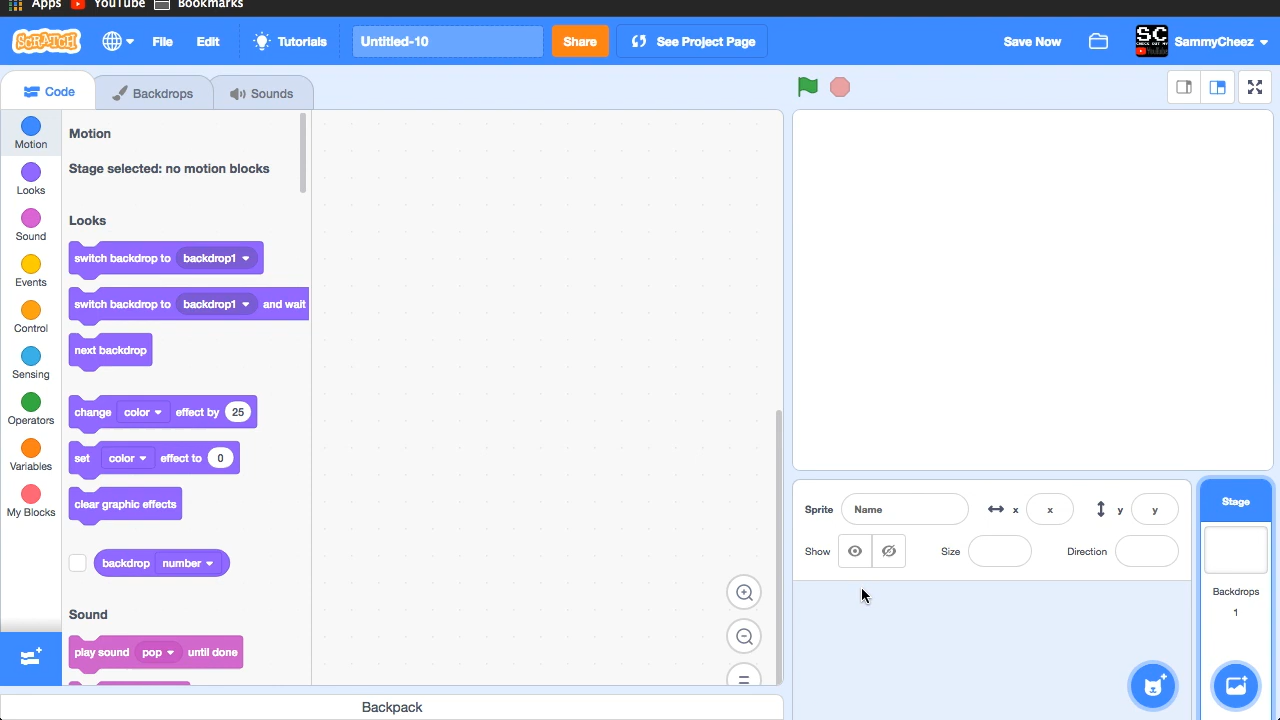 Apps YouTube Bookmarks
SCRATCH File Edit Tutorials Untitled-10 Share See Project Page Save Now SC SammyCheez
Code Backdrops Sounds
Motion
Looks
Sound
Events
Control
Sensing
Operators
Variables
My Blocks
Motion
Stage selected: no motion blocks
Looks
switch backdrop to backdrop1
switch backdrop to backdrop1 and wait
next backdrop
change color effect by 25
set color effect to 0
clear graphic effects
backdrop number
Sound
play sound pop until done
Backpack
Sprite Name x x y y
Show Size Direction
Stage
Backdrops
1